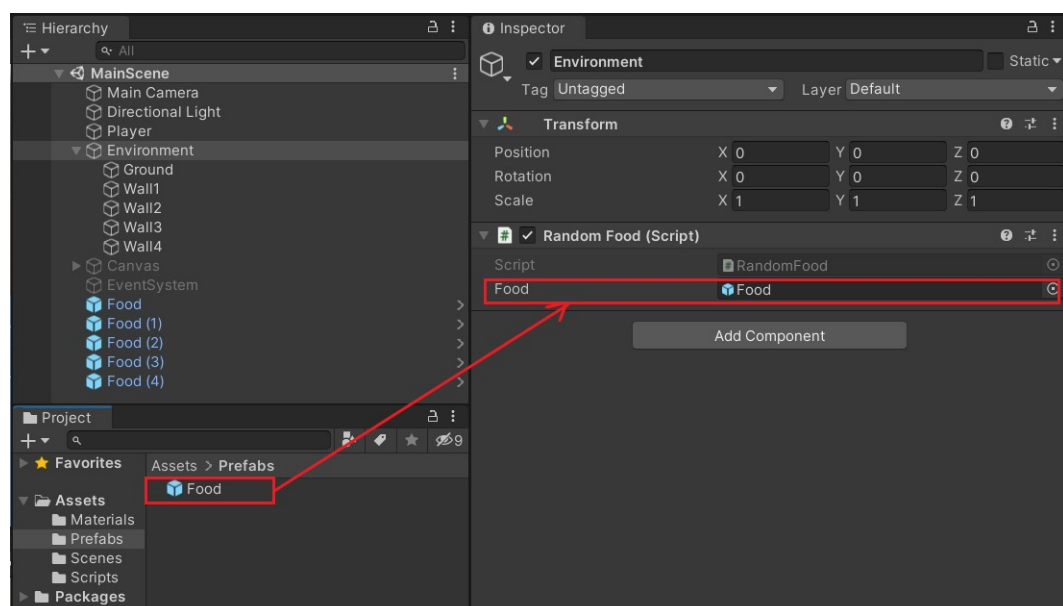 Hierarchy
All
MainScene
Main Camera
Directional Light
Player
Environment
Ground
Wall1
Wall2
Wall3
Wall4
Canvas
EventSystem
Food
Food (1)
Food (2)
Food (3)
Food (4)
Project
9
Favorites
Assets
Materials
Prefabs
Scenes
Scripts
Packages
Assets > Prefabs
Food
Inspector
Environment Static
Tag Untagged Layer Default
Transform
Position X 0 Y 0 Z 0
Rotation X 0 Y 0 Z 0
Scale X 1 Y 1 Z 1
# Random Food (Script)
Script RandomFood
Food Food
Add Component